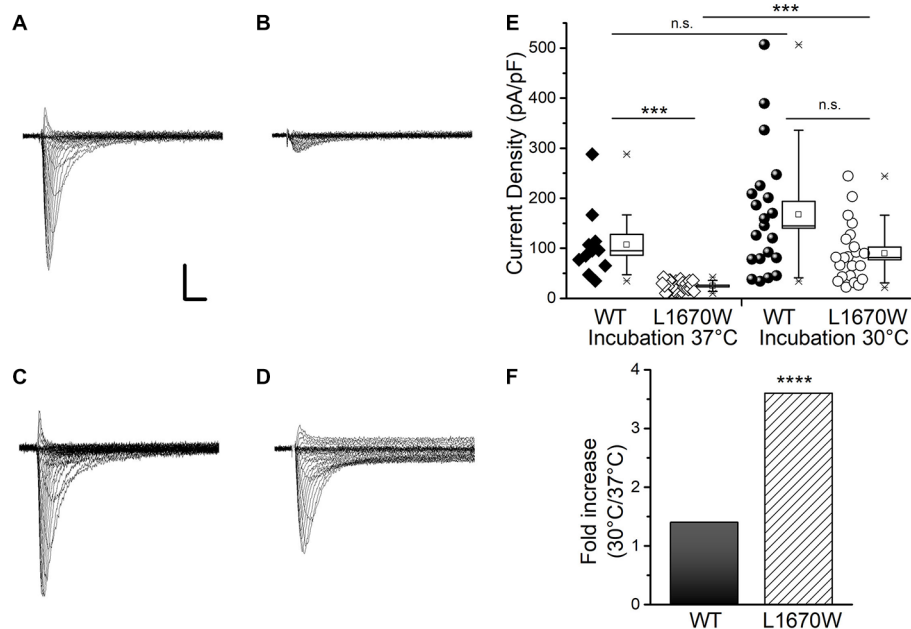 A
B
E
***
n.s.
***
n.s.
500
400
300
200
100
0
Current Density (pA/pF)
WT
L1670W
WT
L1670W
Incubation 37°C
Incubation 30°C
C
D
F
****
4
3
2
1
0
Fold increase
(30°C/37°C)
WT
L1670W